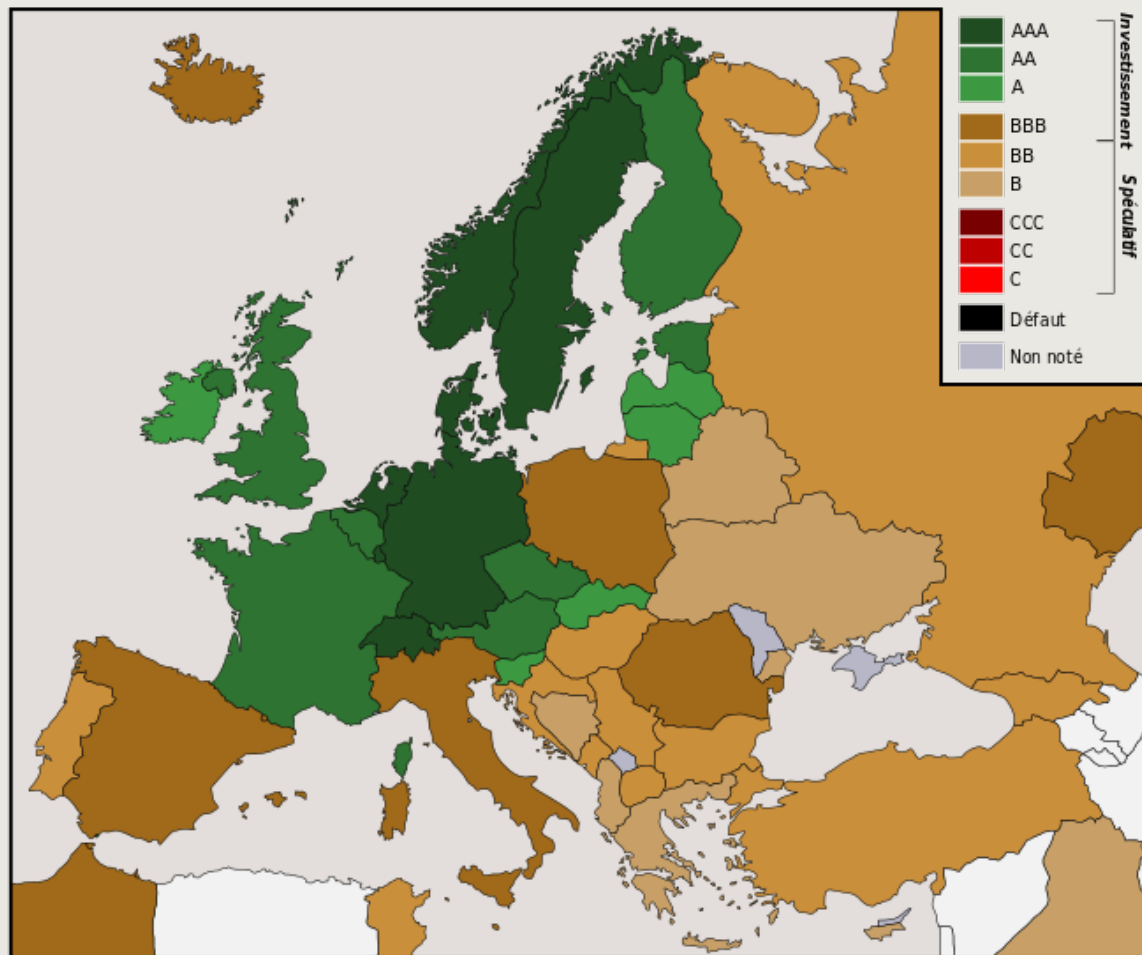 AAA
AA
A
BBB
BB
B
CCC
CC
C
Défaut
Non noté
Investissement
Spéculatif